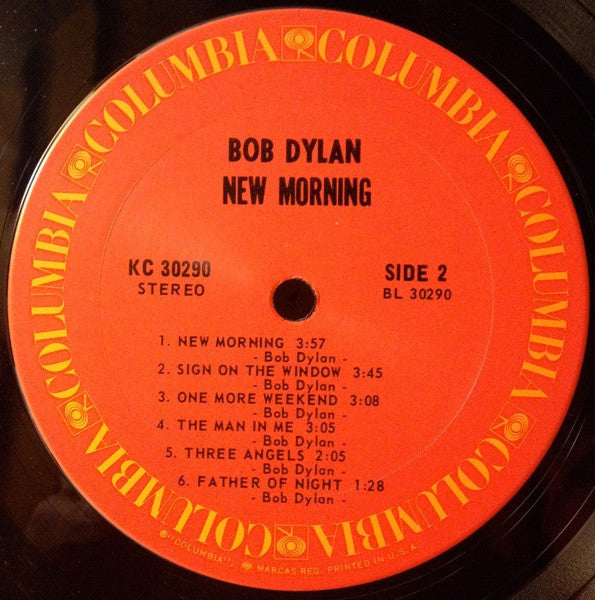 COLUMBIA COLUMBIA COLUMBIA COLUMBIA COLUMBIA COLUMBIA
BOB DYLAN
NEW MORNING
KC 30290
STEREO
SIDE 2
BL 30290
1. NEW MORNING 3:57
- Bob Dylan -
2. SIGN ON THE WINDOW 3:45
- Bob Dylan -
3. ONE MORE WEEKEND 3:08
- Bob Dylan -
4. THE MAN IN ME 3:05
- Bob Dylan -
5. THREE ANGELS 2:05
- Bob Dylan -
6. FATHER OF NIGHT 1:28
- Bob Dylan -
℗"COLUMBIA", MARCAS REG. PRINTED IN U.S.A.